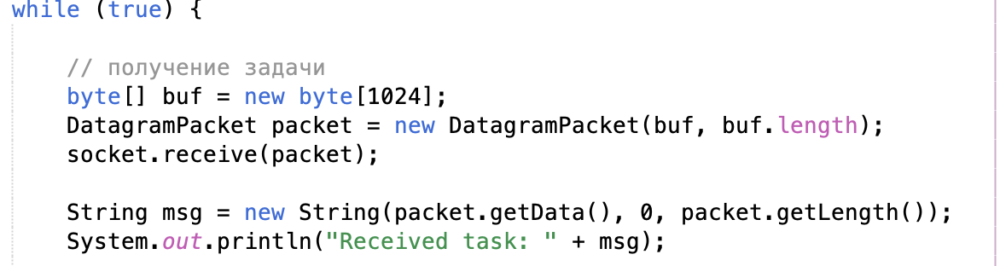 while (true) {
// получение задачи
byte[] buf = new byte[1024];
DatagramPacket packet = new DatagramPacket(buf, buf.length);
socket.receive(packet);
String msg = new String(packet.getData(), 0, packet.getLength());
System.out.println("Received task: " + msg);